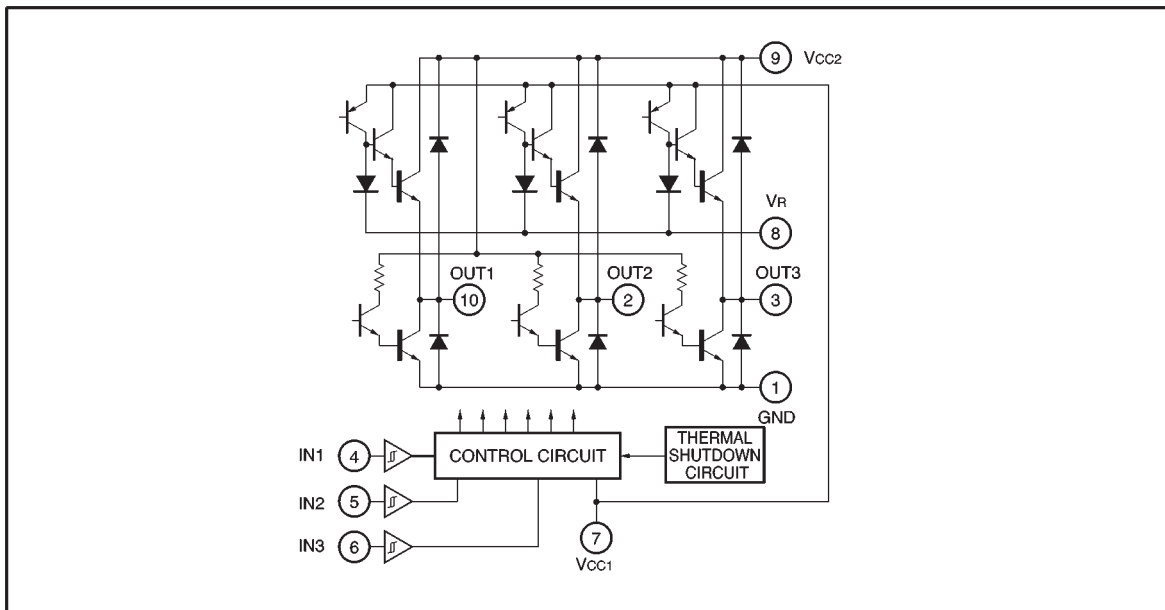 9 VCC2
VR
8
OUT1 OUT2 OUT3
10 2 3
1
GND
IN1 4 CONTROL CIRCUIT
THERMAL
SHUTDOWN
CIRCUIT
IN2 5
IN3 6
7
VCC1